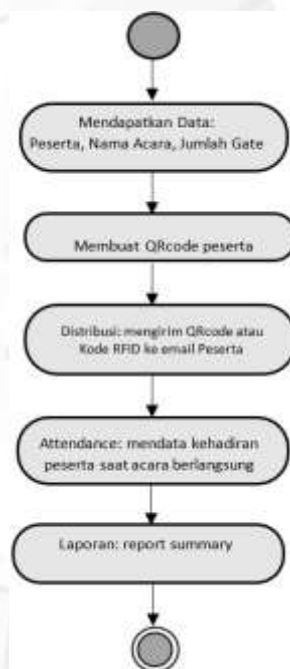 Mendapatkan Data:
Peserta, Nama Acara, Jumlah Gate
Membuat QRcode peserta
Distribusi: mengirim QRcode atau
Kode RFID ke email Peserta
Attendance: mendata kehadiran
peserta saat acara berlangsung
Laporan: report summary